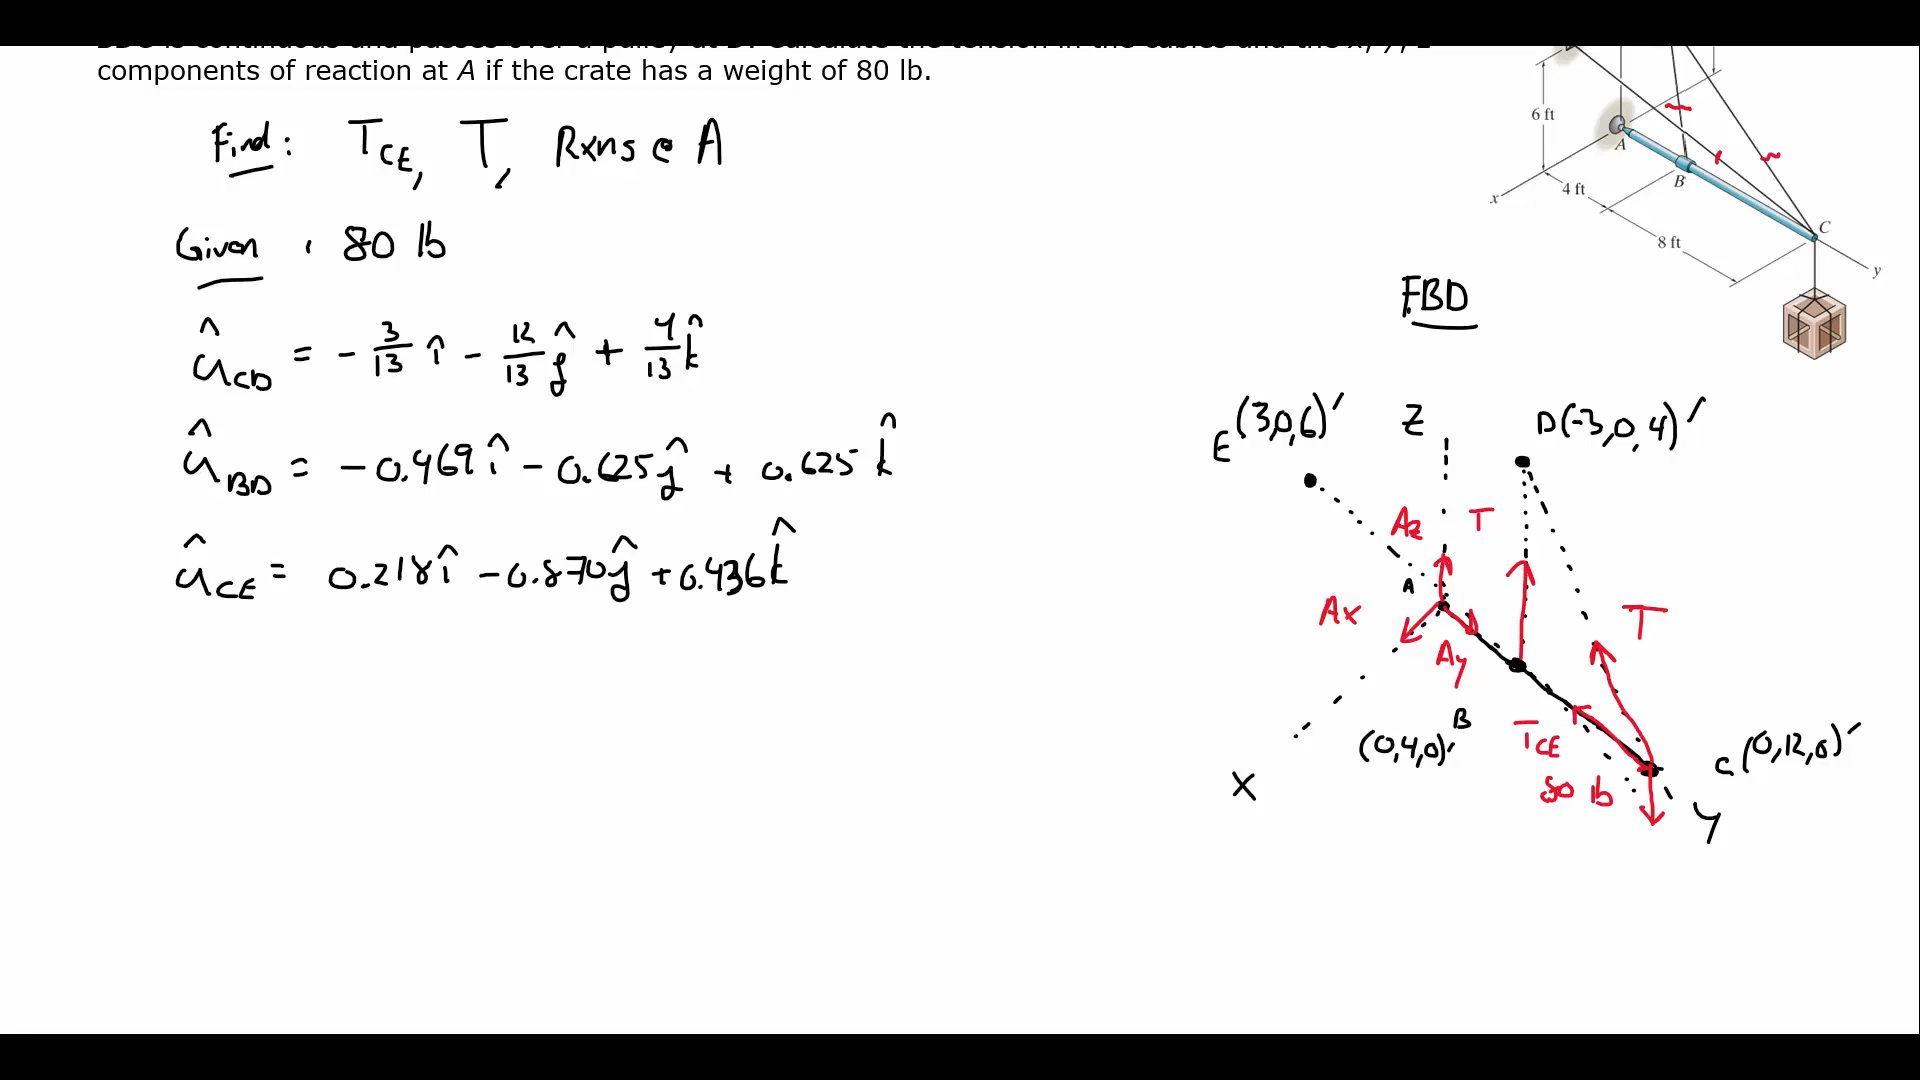 components of reaction at A if the crate has a weight of 80 lb.
Find: T_CE, T, Rxns @ A
Given: 80 lb
û_CD = - 3/13 î - 12/13 ĵ + 4/13 k̂
û_BD = -0.469 î - 0.625 ĵ + 0.625 k̂
û_CE = 0.218 î - 0.870 ĵ + 0.436 k̂
6 ft
A
x
4 ft
B
8 ft
C
y
FBD
E (3,0,6)'
Z
D(-3,0,4)'
Az
T
A
Ax
T
Ay
B
(0,4,0)'
T_CE
C (0,12,0)'
80 lb
X
Y